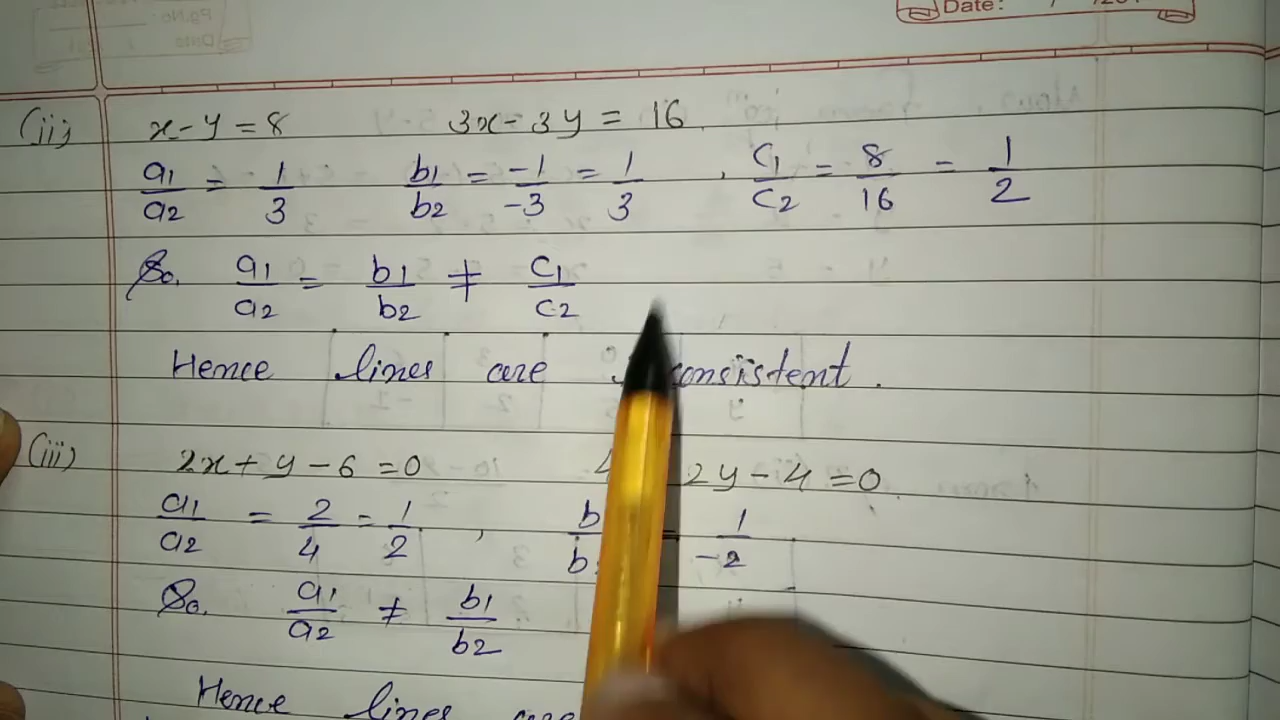 Date: /
(ii) x - y = 8 3x - 3y = 16
a1/a2 = 1/3 b1/b2 = -1/-3 = 1/3 , c1/c2 = 8/16 = 1/2
So. a1/a2 = b1/b2 ≠ c1/c2
Hence lines are consistent.
(iii) 2x + y - 6 = 0 4 2y - 4 = 0
a1/a2 = 2/4 = 1/2 , b b = 1/-2
So. a1/a2 ≠ b1/b2
Hence lines are